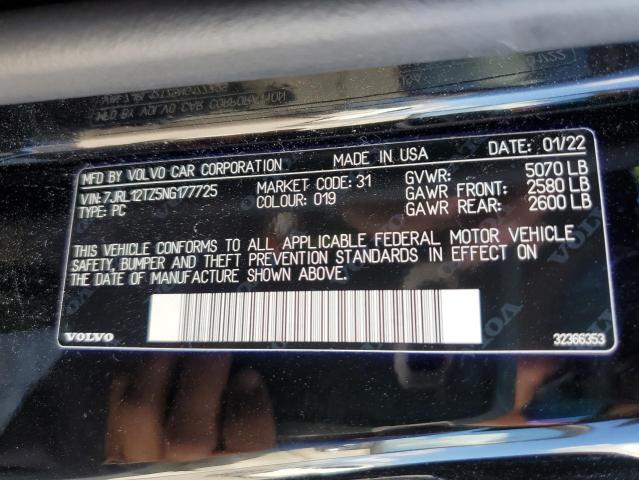 MFD BY VOLVO CAR CORPORATION MADE IN USA DATE: 01/22
VIN: 7JRL12TZ5NG177725 MARKET CODE: 31 GVWR: 5070 LB
TYPE: PC COLOUR: 019 GAWR FRONT: 2580 LB
GAWR REAR: 2600 LB
THIS VEHICLE CONFORMS TO ALL APPLICABLE FEDERAL MOTOR VEHICLE
SAFETY, BUMPER AND THEFT PREVENTION STANDARDS IN EFFECT ON
THE DATE OF MANUFACTURE SHOWN ABOVE.
VOLVO 32366353